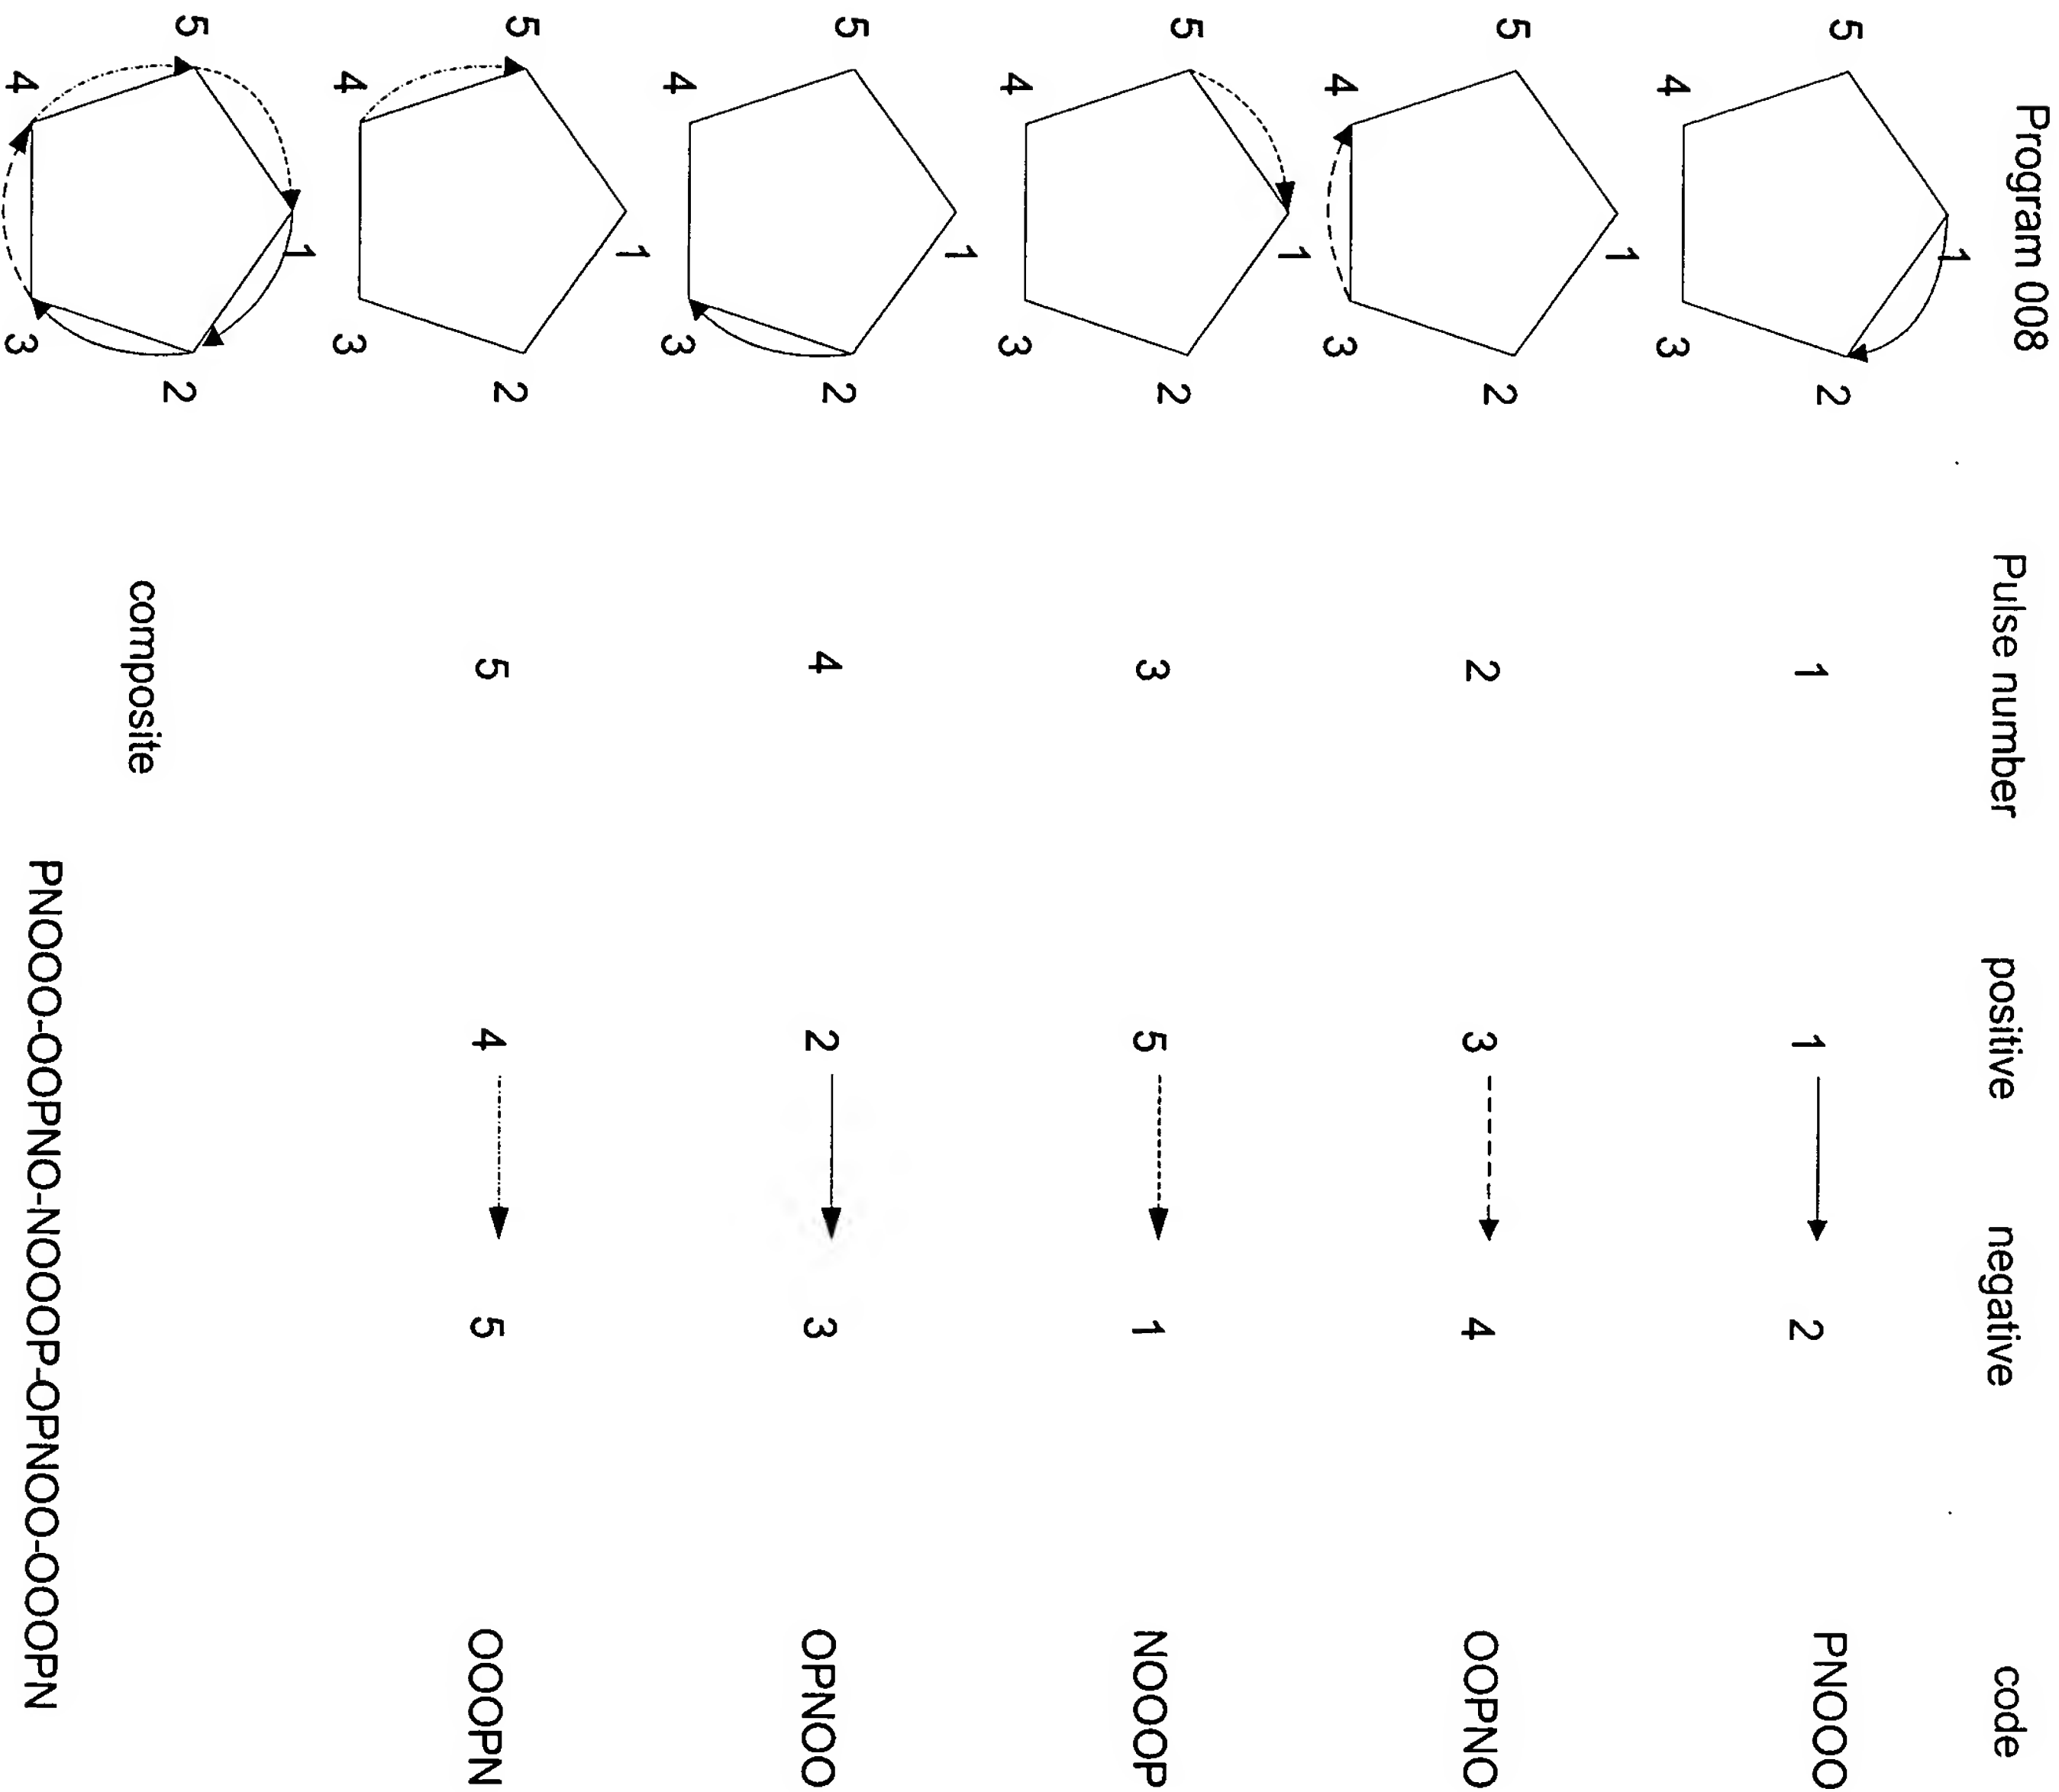 Program 008 Pulse number positive negative code
5 1 4 3 2
1 1 2 PNOOO
5 1 4 3 2
2 3 4 OOPNO
5 1 4 3 2
3 5 1 NOOOP
5 1 4 3 2
4 2 3 OPNOO
5 1 4 3 2
5 4 5 OOOPN
5 1 4 3 2
composite
PNOOO-OOPNO-NOOOP-OPNOO-OOOPN